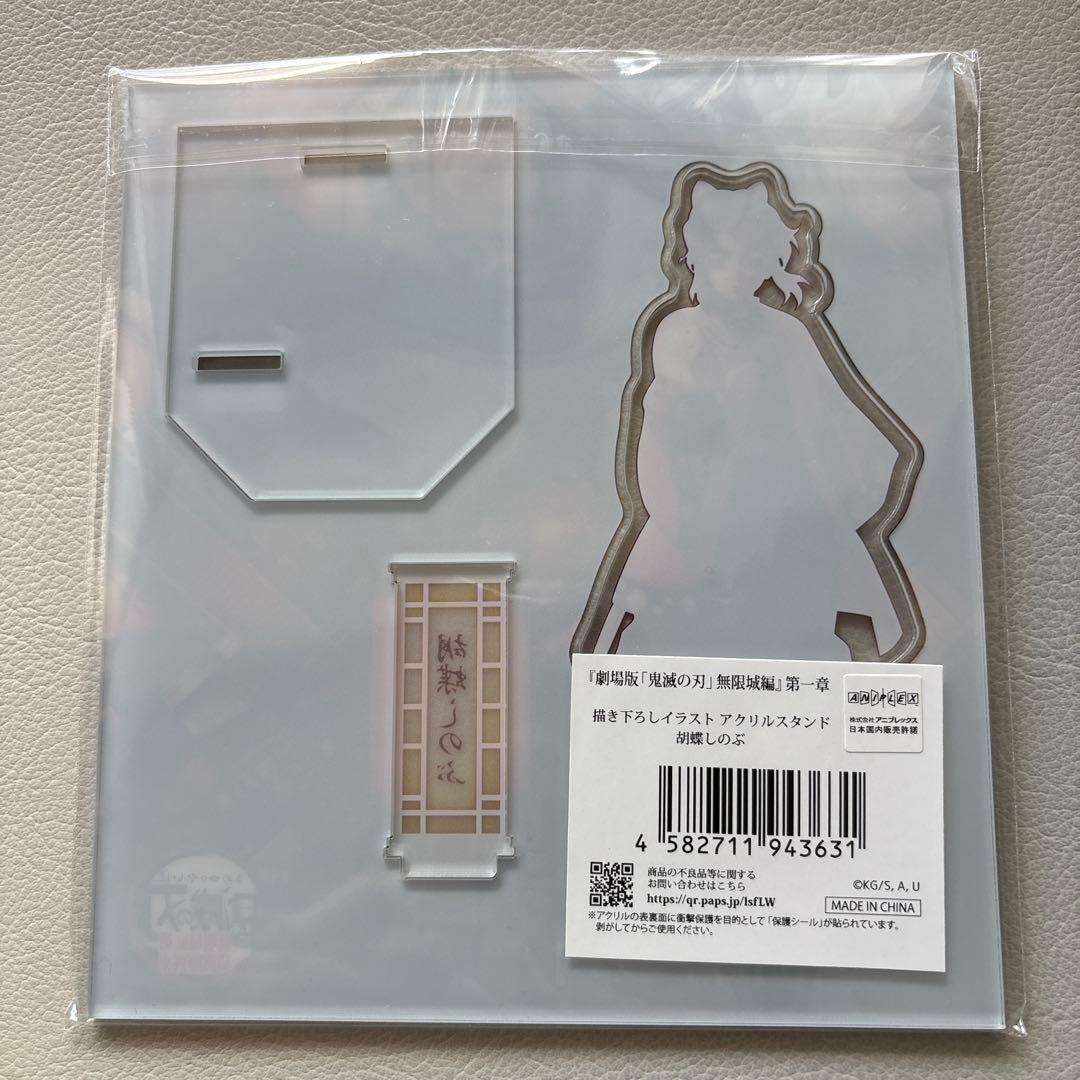 胡蝶しのぶ
『劇場版「鬼滅の刃」無限城編』第一章
ANIPLEX
株式会社アニプレックス
日本国内販売許諾
描き下ろしイラスト アクリルスタンド
胡蝶しのぶ
4 582711 943631
商品の不良品等に関する
お問い合わせはこちら
https://qr.paps.jp/lsfLW
©KG/S, A, U
MADE IN CHINA
※アクリルの表裏面に衝撃保護を目的として「保護シール」が貼られています。
剥がしてからご使用ください。